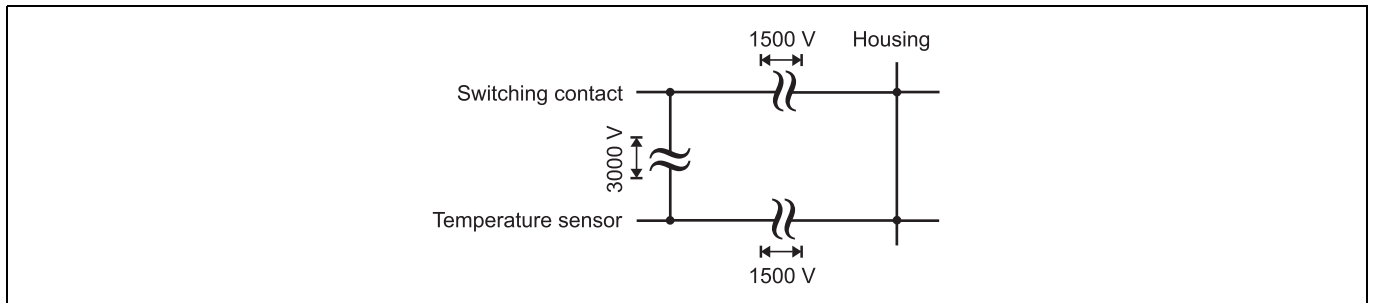 1500 V
Housing
Switching contact
3000 V
Temperature sensor
1500 V